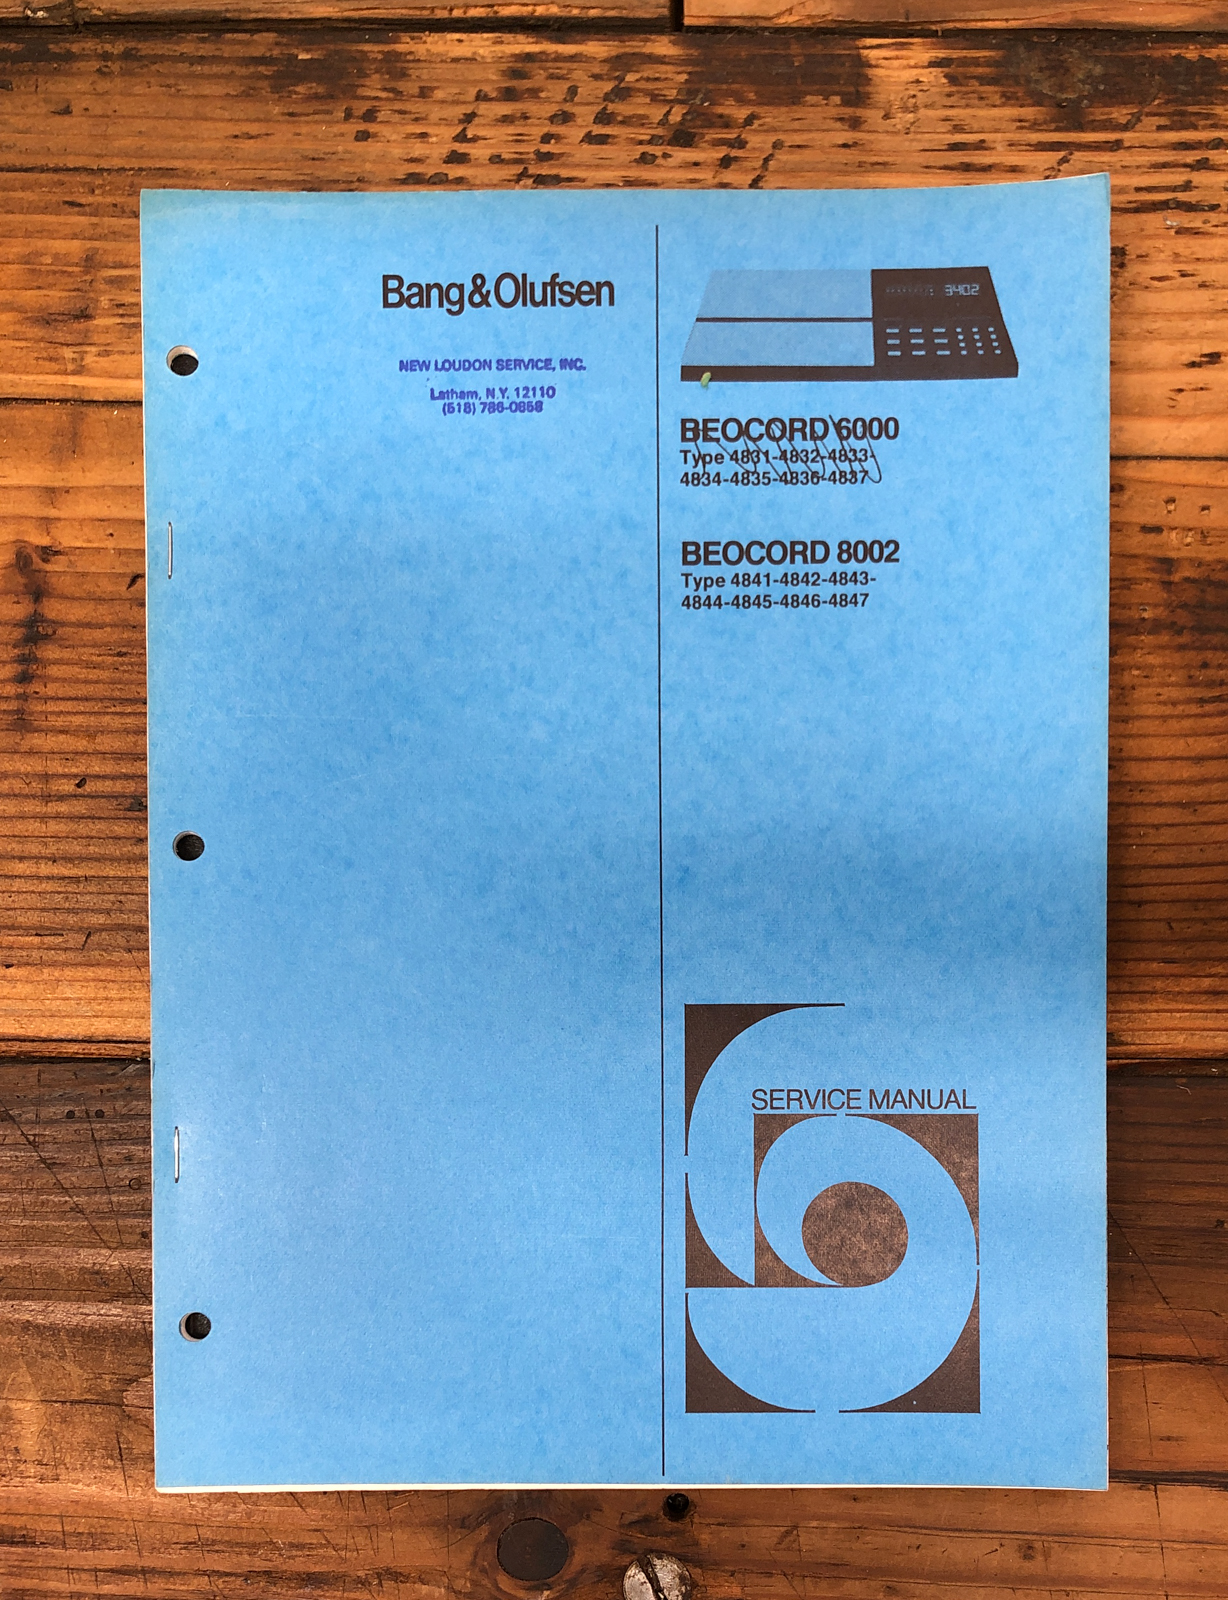 Bang&Olufsen
NEW LOUDON SERVICE, INC.
Latham, N.Y. 12110
(518) 786-0858
3402
BEOCORD 6000
Type 4831-4832-4833-
4834-4835-4836-4837
BEOCORD 8002
Type 4841-4842-4843-
4844-4845-4846-4847
SERVICE MANUAL